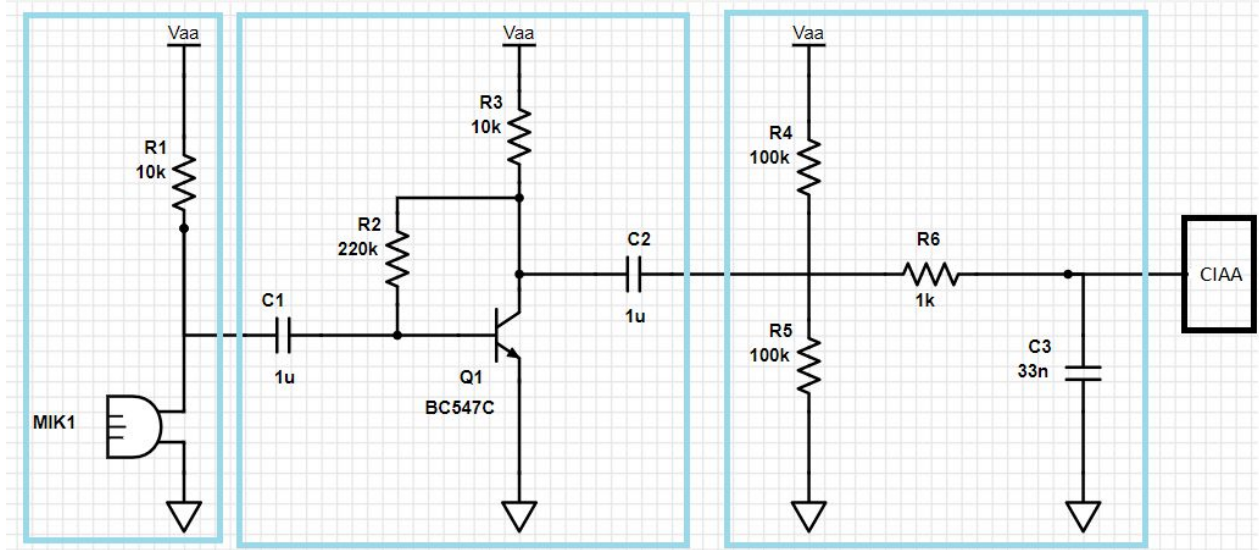 Vaa
R1
10k
C1
1u
MIK1
Vaa
R3
10k
R2
220k
C2
1u
Q1
BC547C
Vaa
R4
100k
R5
100k
R6
1k
C3
33n
CIAA